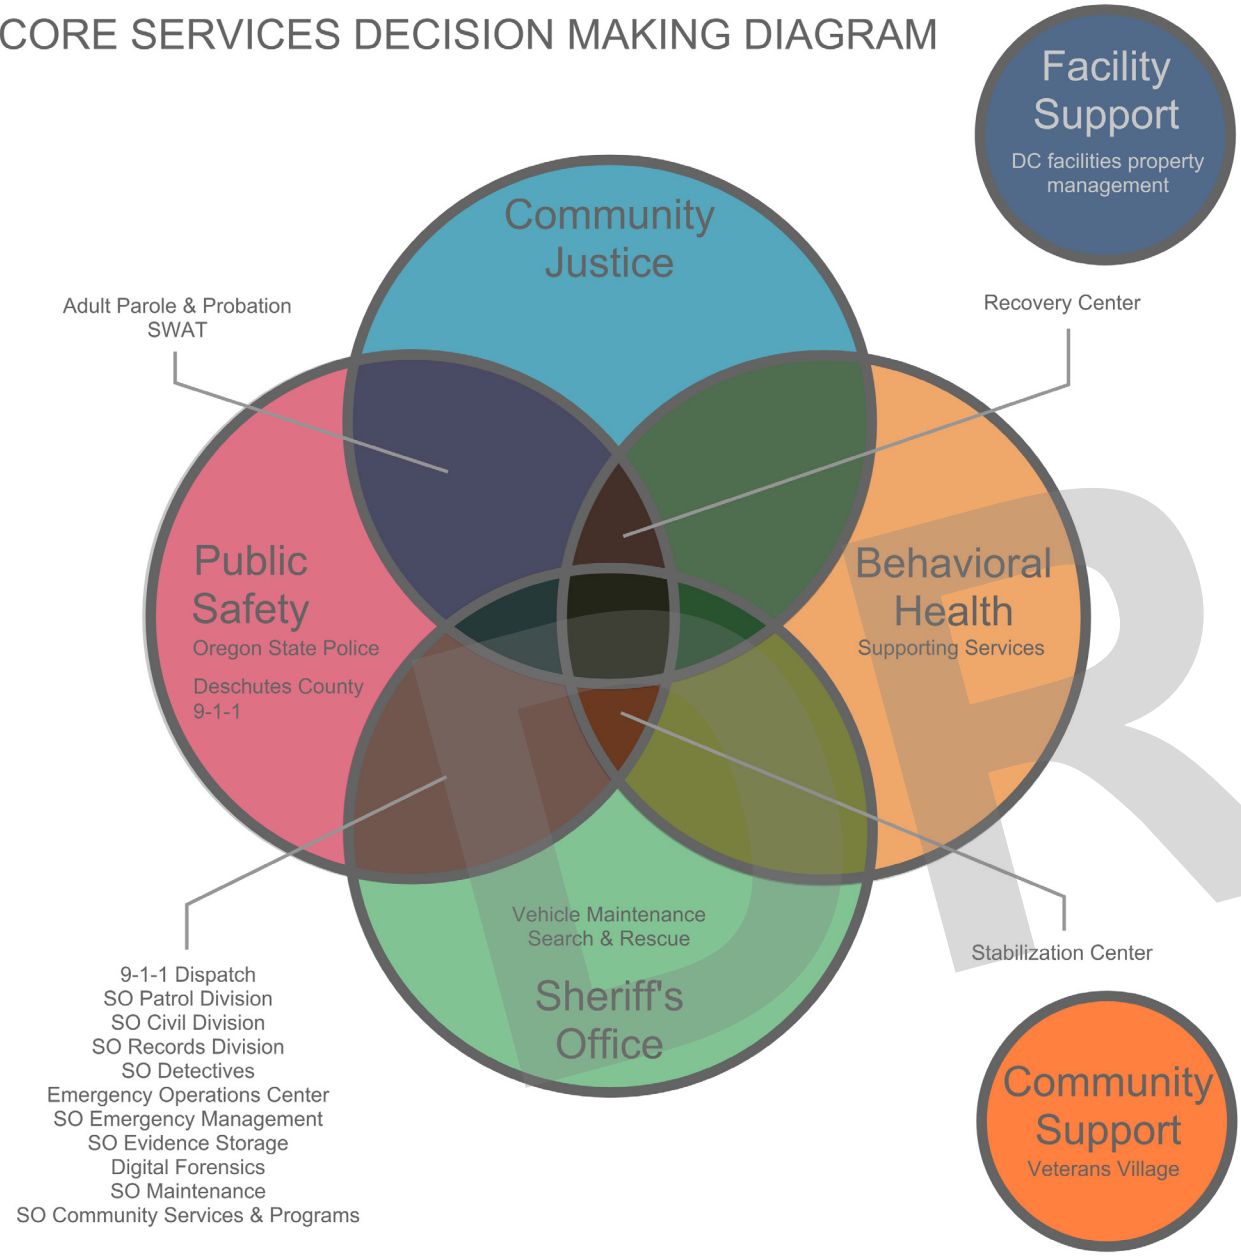 CORE SERVICES DECISION MAKING DIAGRAM
Facility
Support
DC facilities property
management
Community
Justice
Adult Parole & Probation
SWAT
Recovery Center
Public
Safety
Oregon State Police
Deschutes County
9-1-1
Behavioral
Health
Supporting Services
Vehicle Maintenance
Search & Rescue
Sheriff's
Office
Stabilization Center
9-1-1 Dispatch
SO Patrol Division
SO Civil Division
SO Records Division
SO Detectives
Emergency Operations Center
SO Emergency Management
SO Evidence Storage
Digital Forensics
SO Maintenance
SO Community Services & Programs
Community
Support
Veterans Village
DR